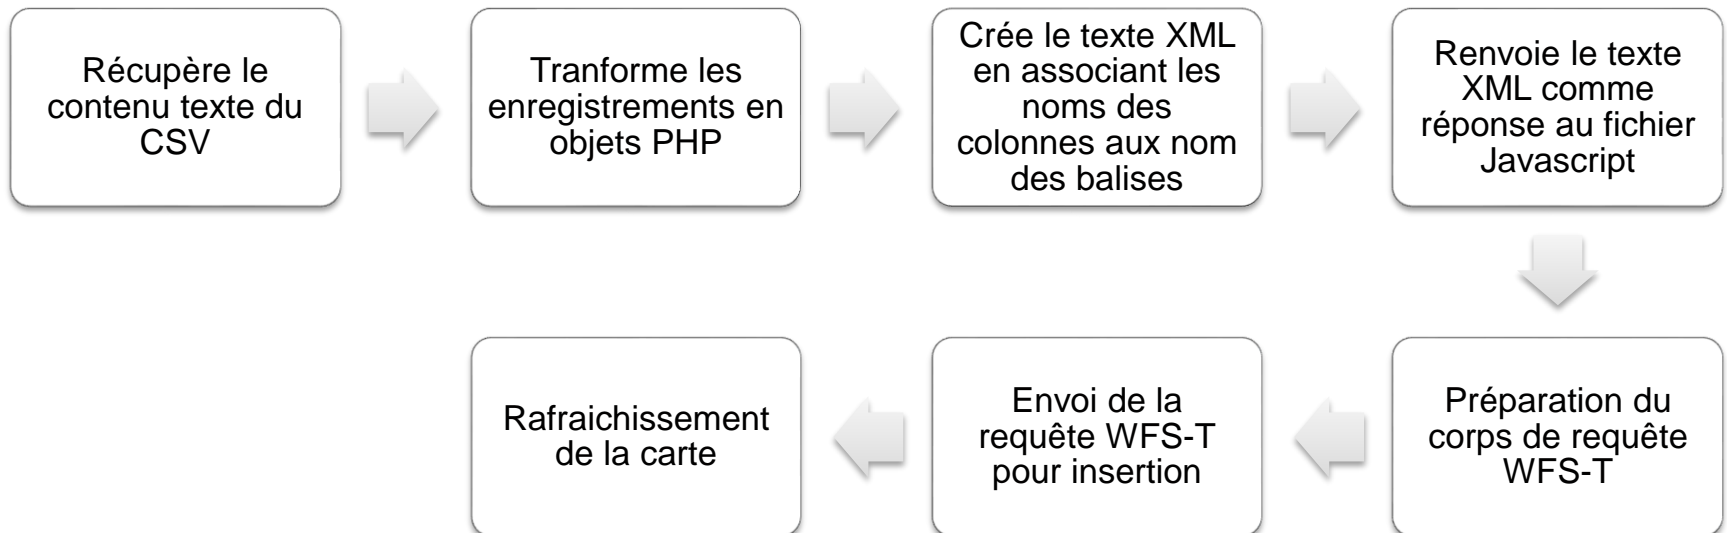 Récupère le
contenu texte du
CSV
Tranforme les
enregistrements en
objets PHP
Crée le texte XML
en associant les
noms des
colonnes aux nom
des balises
Renvoie le texte
XML comme
réponse au fichier
Javascript
Préparation du
corps de requête
WFS-T
Envoi de la
requête WFS-T
pour insertion
Rafraichissement
de la carte